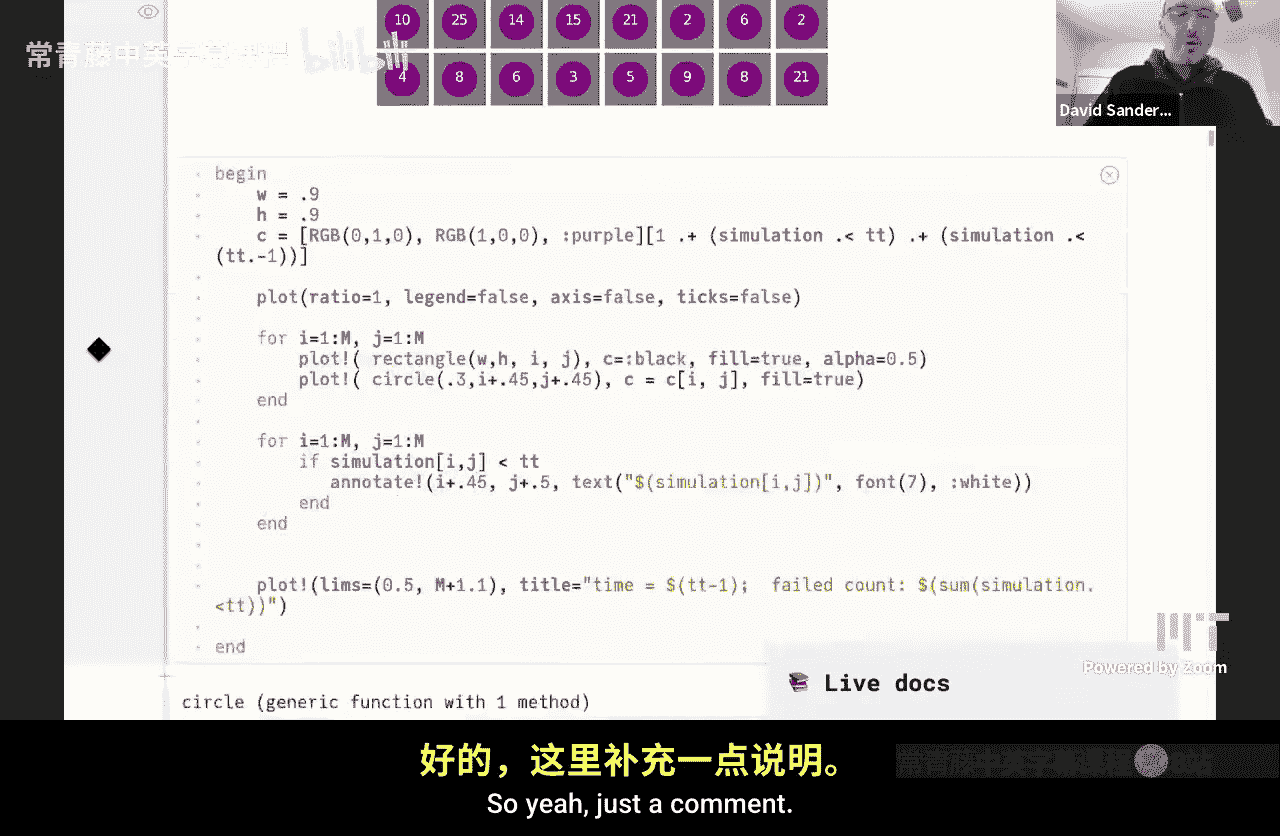 10 25 14 15 21 2 6 2
4 8 6 3 5 9 8 21
bilibili
David Sander...
begin
w = .9
h = .9
c = [RGB(0,1,0), RGB(1,0,0), :purple][1 .+ (simulation .< tt) .+ (simulation .<
(tt.-1))]
plot(ratio=1, legend=false, axis=false, ticks=false)
for i=1:M, j=1:M
plot!( rectangle(w,h, i, j), c=:black, fill=true, alpha=0.5)
plot!( circle(.3,i+.45,j+.45), c = c[i, j], fill=true)
end
for i=1:M, j=1:M
if simulation[i,j] < tt
annotate!(i+.45, j+.5, text("$(simulation[i,j])", font(7), :white))
end
end
plot!(lims=(0.5, M+1.1), title="time = $(tt-1);  failed count: $(sum(simulation.
<tt))")
end
MIT
Powered by Zoom
Live docs
circle (generic function with 1 method)
好的，这里补充一点说明。
So yeah, just a comment.